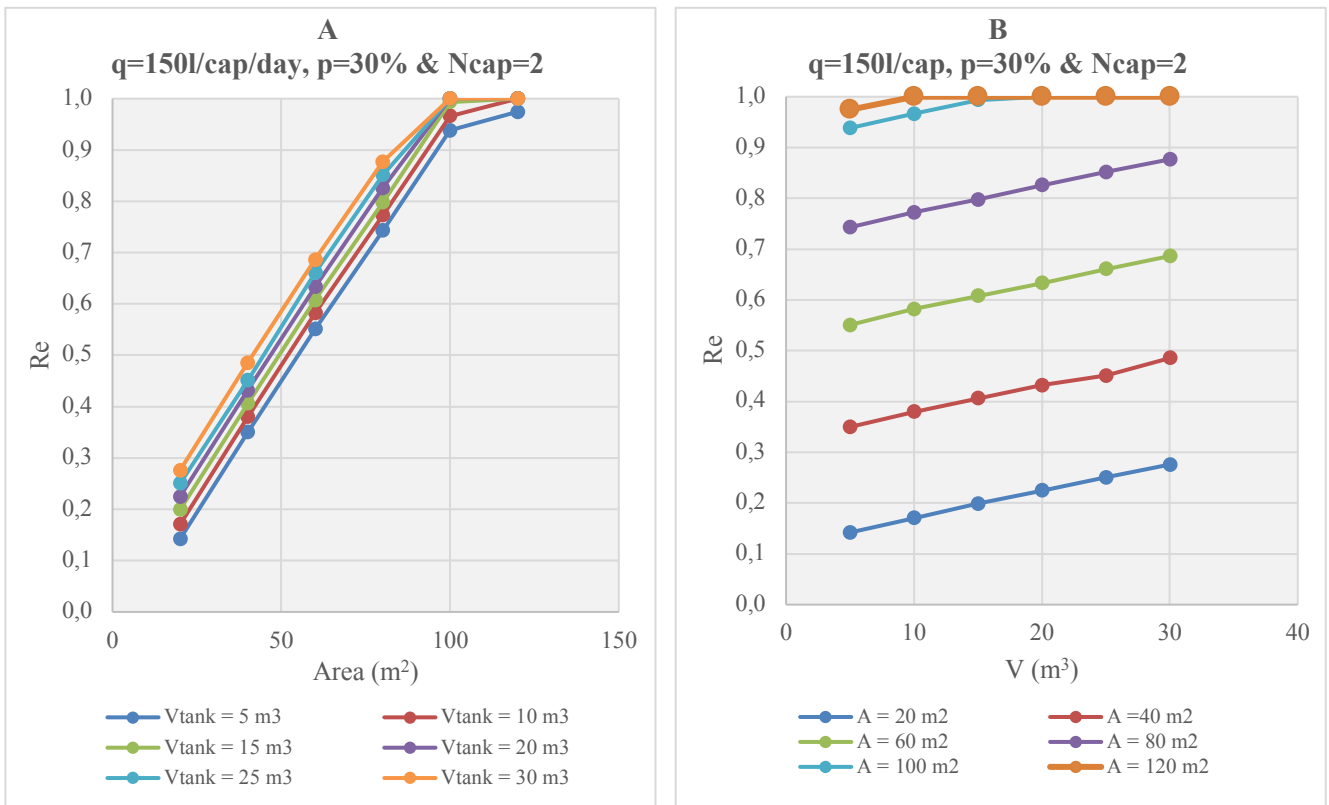 A
q=150l/cap/day, p=30% & Ncap=2
1,0
0,9
0,8
0,7
0,6
0,5
0,4
0,3
0,2
0,1
0,0
Re
0 50 100 150
Area (m²)
Vtank = 5 m3 Vtank = 10 m3
Vtank = 15 m3 Vtank = 20 m3
Vtank = 25 m3 Vtank = 30 m3
B
q=150l/cap, p=30% & Ncap=2
1,0
0,9
0,8
0,7
0,6
0,5
0,4
0,3
0,2
0,1
0,0
Re
0 10 20 30 40
V (m³)
A = 20 m2 A =40 m2
A = 60 m2 A = 80 m2
A = 100 m2 A = 120 m2